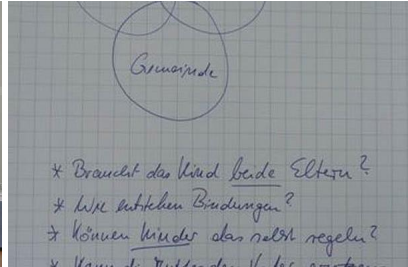 Gemeinde
* Braucht das Kind beide Eltern?
* Wie entstehen Bindungen?
* Können Kinder das selbst regeln?